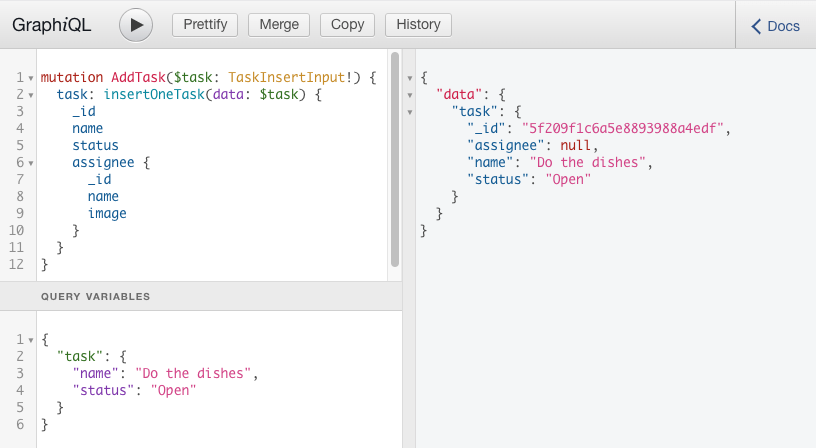 GraphiQL
Prettify
Merge
Copy
History
Docs
1 mutation AddTask($task: TaskInsertInput!) {
2 task: insertOneTask(data: $task) {
3 _id
4 name
5 status
6 assignee {
7 _id
8 name
9 image
10 }
11 }
12 }
QUERY VARIABLES
1 {
2 "task": {
3 "name": "Do the dishes",
4 "status": "Open"
5 }
6 }
{
"data": {
"task": {
"_id": "5f209f1c6a5e8893988a4edf",
"assignee": null,
"name": "Do the dishes",
"status": "Open"
}
}
}